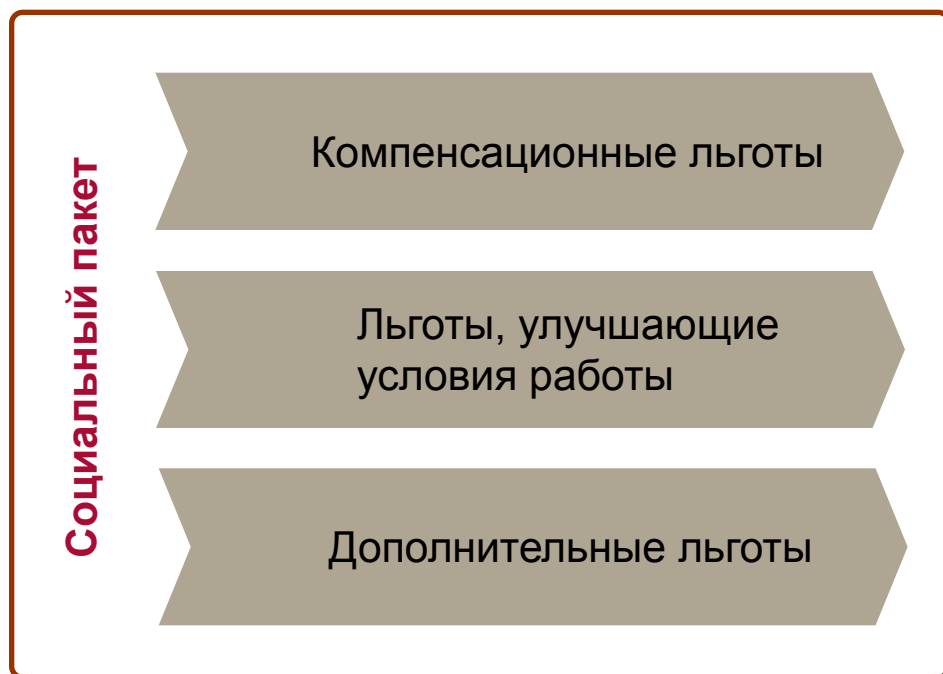 Социальный пакет
Компенсационные льготы
Льготы, улучшающие
условия работы
Дополнительные льготы